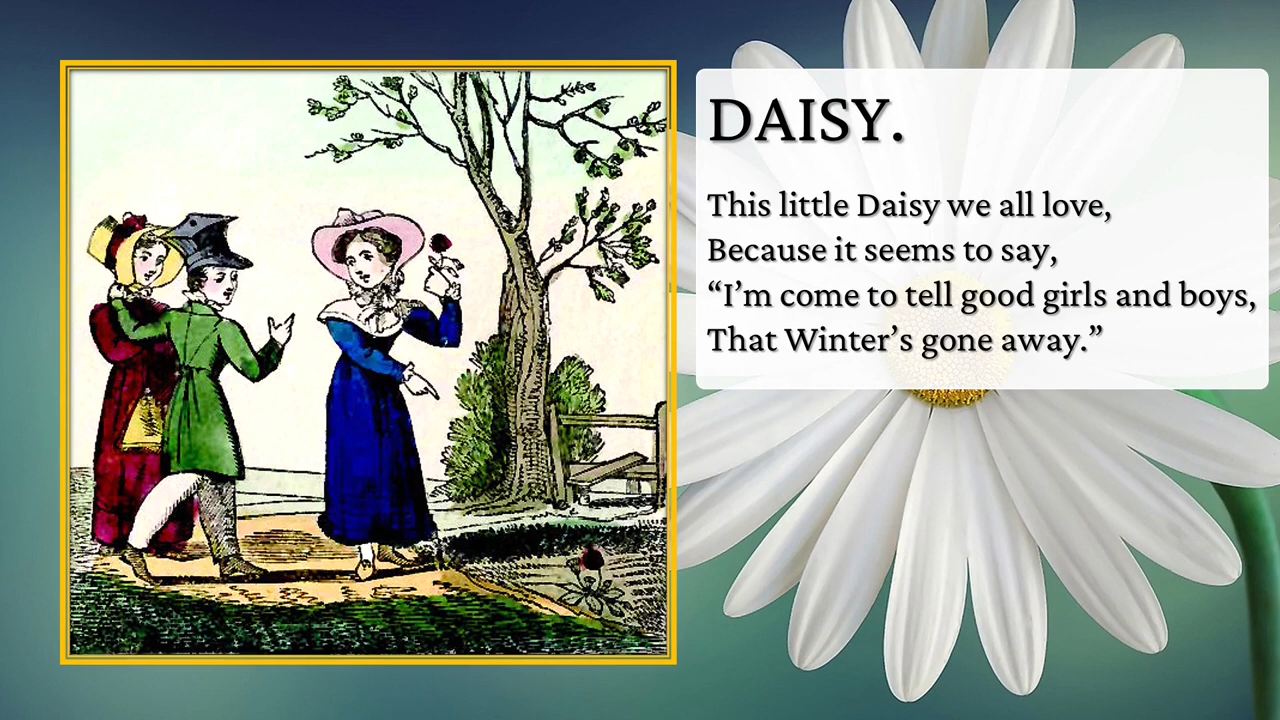 DAISY.
This little Daisy we all love,
Because it seems to say,
“I’m come to tell good girls and boys,
That Winter’s gone away.”